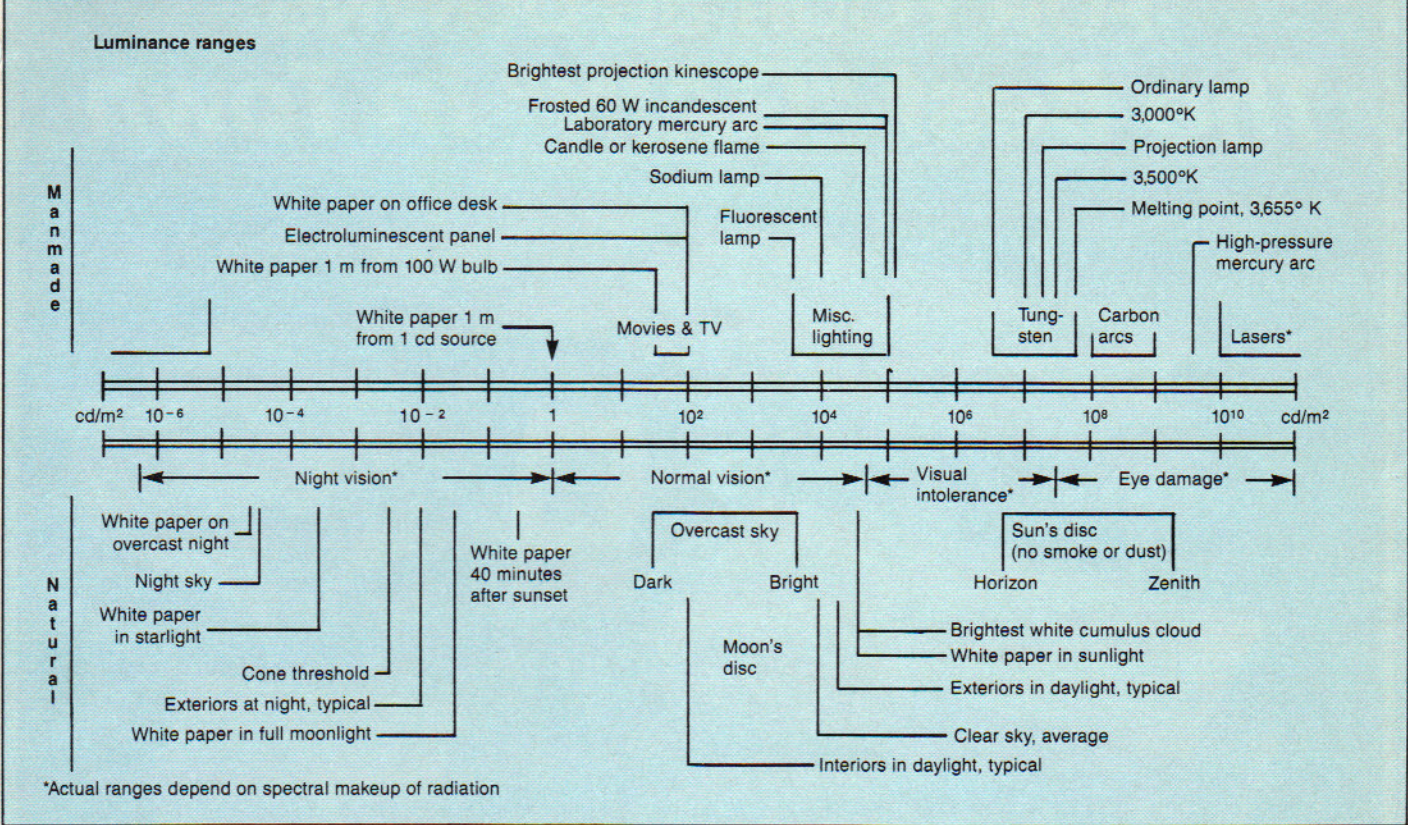 Luminance ranges
Manmade
Brightest projection kinescope
Frosted 60 W incandescent
Laboratory mercury arc
Candle or kerosene flame
Sodium lamp
Fluorescent
lamp
White paper on office desk
Electroluminescent panel
White paper 1 m from 100 W bulb
White paper 1 m
from 1 cd source
Movies & TV
Misc.
lighting
Ordinary lamp
3,000°K
Projection lamp
3,500°K
Melting point, 3,655° K
High-pressure
mercury arc
Tung-
sten
Carbon
arcs
Lasers*
cd/m² 10⁻⁶ 10⁻⁴ 10⁻² 1 10² 10⁴ 10⁶ 10⁸ 10¹⁰ cd/m²
Night vision*
Normal vision*
Visual
intolerance*
Eye damage*
Natural
White paper on
overcast night
Night sky
White paper
in starlight
Cone threshold
Exteriors at night, typical
White paper in full moonlight
White paper
40 minutes
after sunset
Overcast sky
Dark
Bright
Moon's
disc
Sun's disc
(no smoke or dust)
Horizon
Zenith
Brightest white cumulus cloud
White paper in sunlight
Exteriors in daylight, typical
Clear sky, average
Interiors in daylight, typical
*Actual ranges depend on spectral makeup of radiation